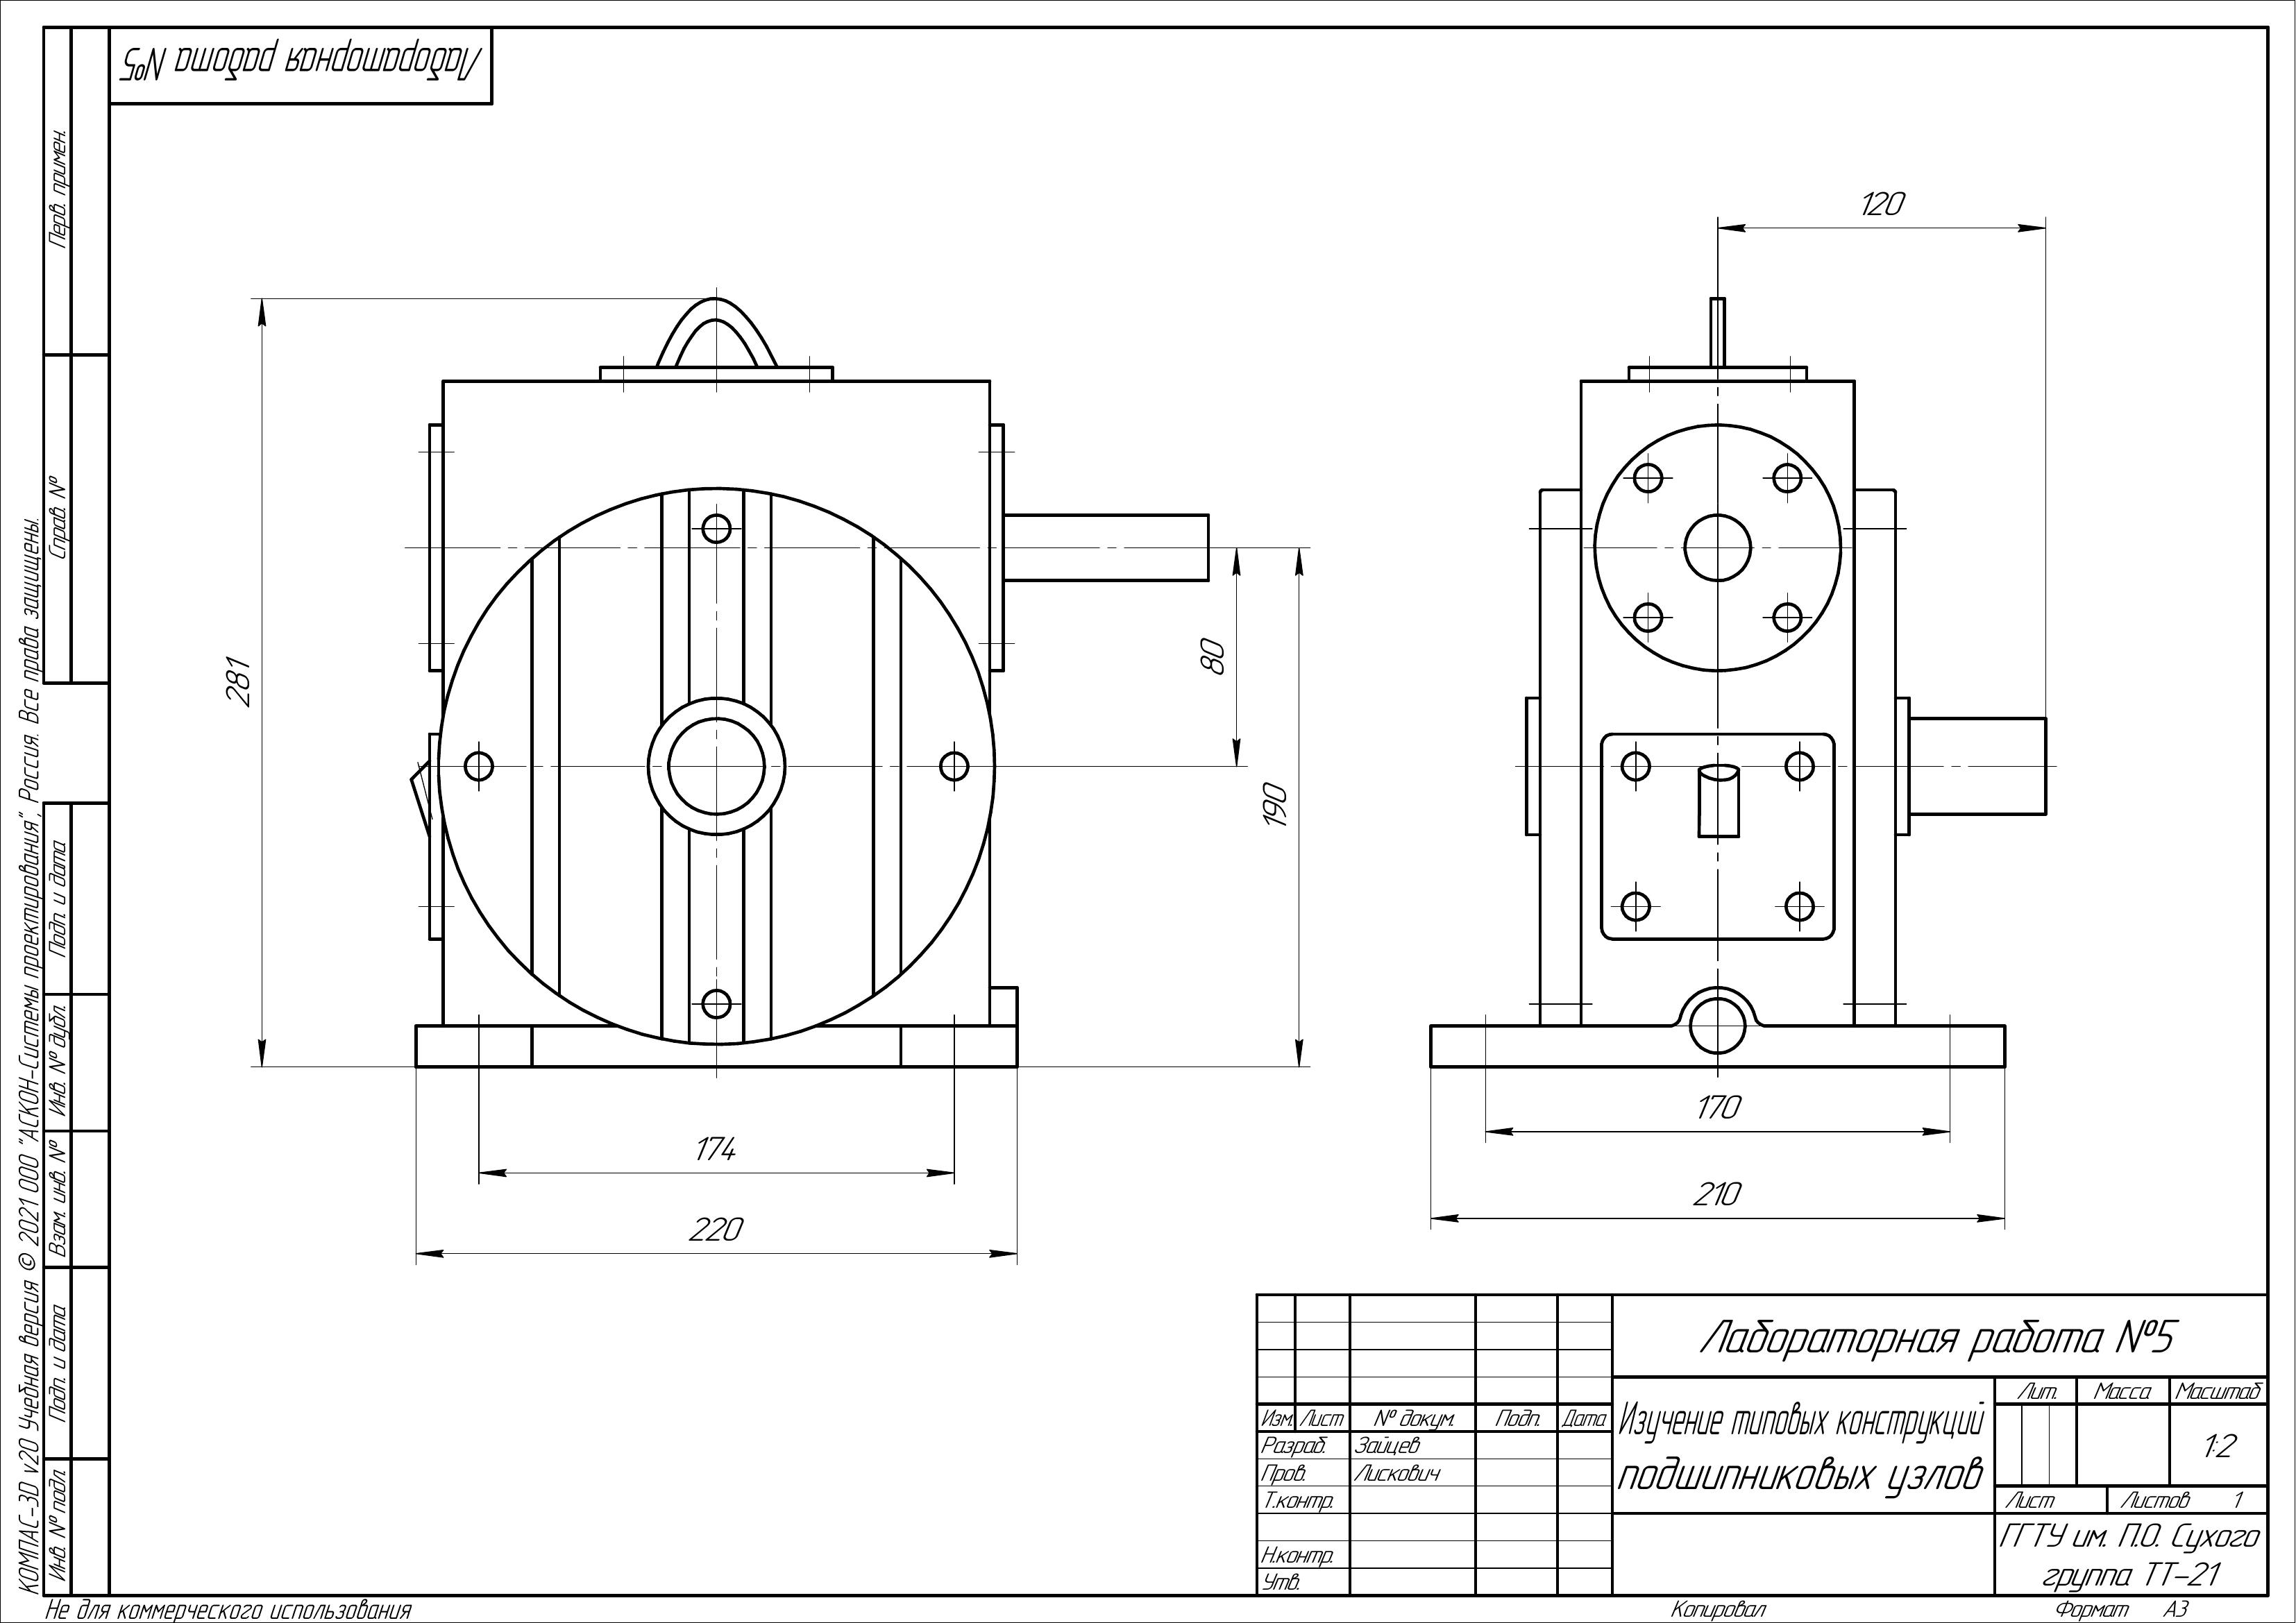 Лабораторная работа №5
Перв. примен.
Справ. №
Подп. и дата
Инв. № дубл.
Взам. инв. №
Подп. и дата
Инв. № подл.
КОМПАС-3D v20 Учебная версия © 2021 ООО "АСКОН-Системы проектирования", Россия. Все права защищены.
120
281
80
190
174
220
170
210
Лабораторная работа №5
Изм. Лист № докум. Подп. Дата
Разраб. Зайцев
Пров. Лискович
Т.контр.
Н.контр.
Утв.
Изучение типовых конструкций
подшипниковых узлов
Лит. Масса Масштаб
1:2
Лист Листов 1
ГГТУ им. П.О. Сухого
группа ТТ-21
Не для коммерческого использования
Копировал
Формат А3